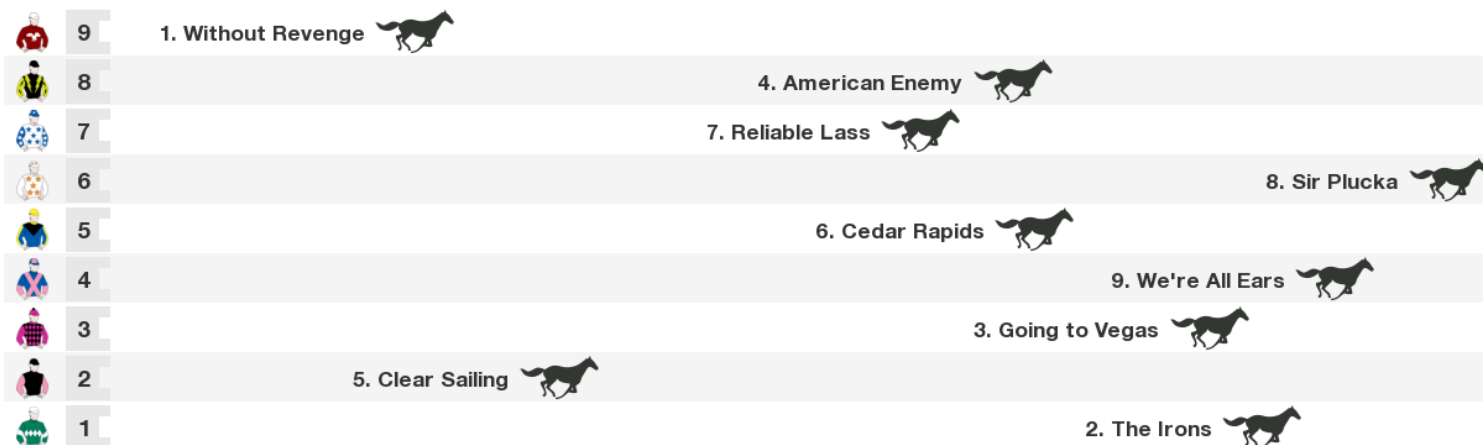 9 1. Without Revenge
8 4. American Enemy
7 7. Reliable Lass
6 8. Sir Plucka
5 6. Cedar Rapids
4 9. We're All Ears
3 3. Going to Vegas
2 5. Clear Sailing
1 2. The Irons